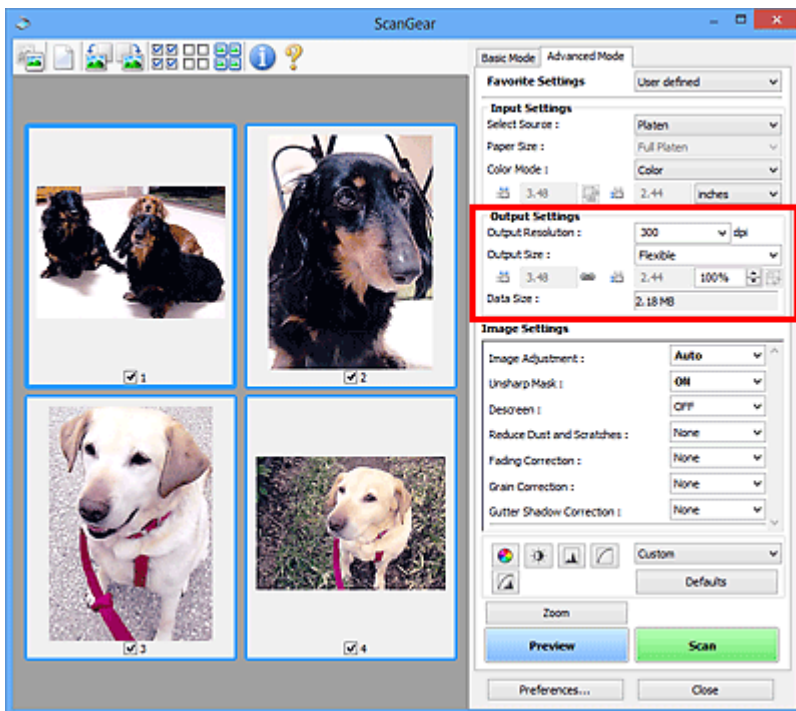 ScanGear
Basic Mode Advanced Mode
Favorite Settings User defined
Input Settings
Select Source : Platen
Paper Size : Full Platen
Color Mode : Color
3.48 2.44 inches
Output Settings
Output Resolution : 300 dpi
Output Size : Flexible
3.48 2.44 100%
Data Size : 2.18 MB
Image Settings
Image Adjustment : Auto
Unsharp Mask : ON
Descreen : OFF
Reduce Dust and Scratches : None
Fading Correction : None
Grain Correction : None
Gutter Shadow Correction : None
Custom
Defaults
Zoom
Preview Scan
Preferences... Close
1
2
3
4